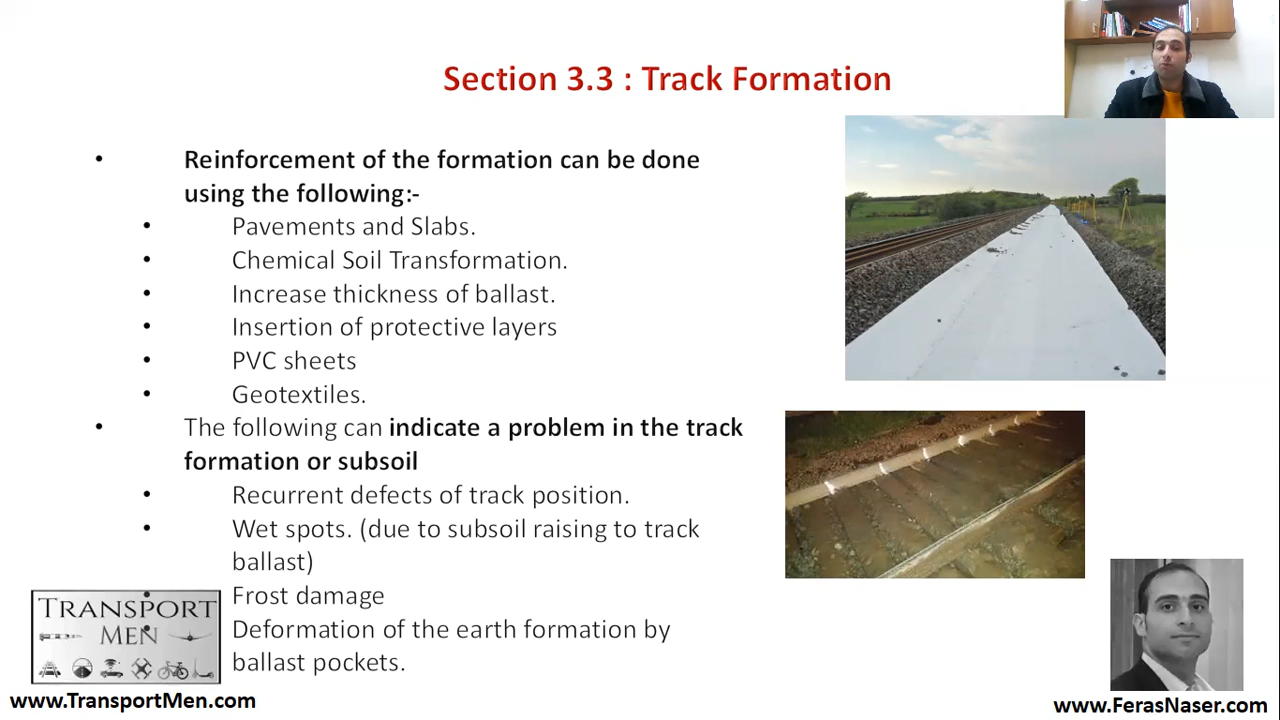 Section 3.3 : Track Formation
• Reinforcement of the formation can be done
using the following:-
• Pavements and Slabs.
• Chemical Soil Transformation.
• Increase thickness of ballast.
• Insertion of protective layers
• PVC sheets
• Geotextiles.
• The following can indicate a problem in the track
formation or subsoil
• Recurrent defects of track position.
• Wet spots. (due to subsoil raising to track
ballast)
• Frost damage
• Deformation of the earth formation by
ballast pockets.
TRANSPORT
MEN
www.TransportMen.com
www.FerasNaser.com